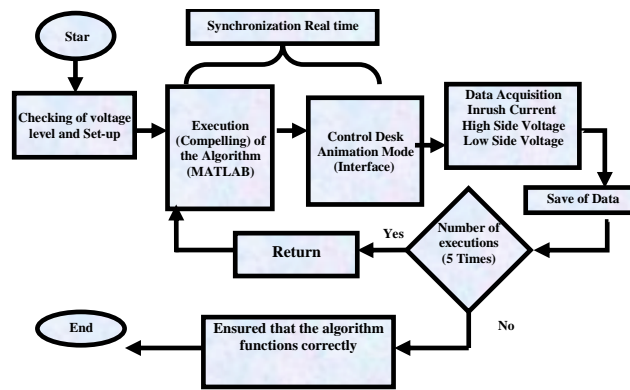 Synchronization Real time
Star
Checking of voltage
level and Set-up
Execution
(Compelling) of
the Algorithm
(MATLAB)
Control Desk
Animation Mode
(Interface)
Data Acquisition
Inrush Current
High Side Voltage
Low Side Voltage
Save of Data
Number of
executions
(5 Times)
Yes
Return
No
Ensured that the algorithm
functions correctly
End